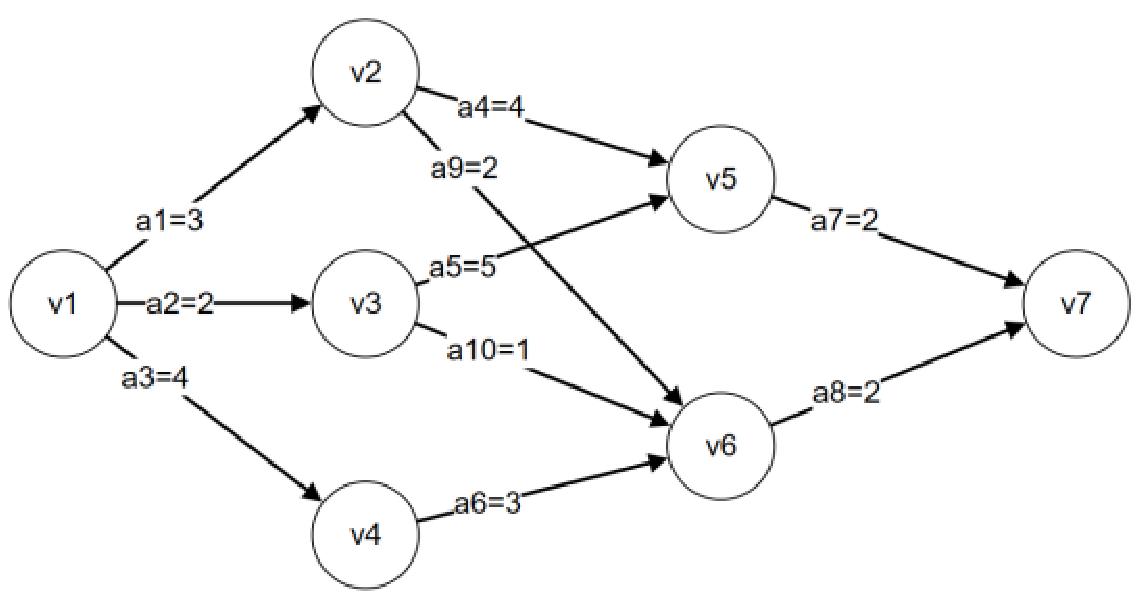 v2
a4=4
a9=2
v5
a1=3
a7=2
a5=5
v1
a2=2
v3
v7
a10=1
a3=4
a8=2
v6
a6=3
v4